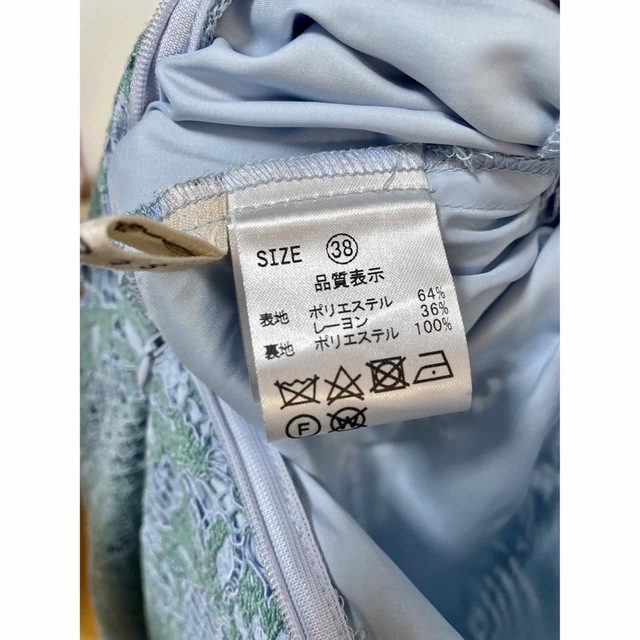 SIZE 38
品質表示
表地 ポリエステル 64%
レーヨン 36%
裏地 ポリエステル 100%
F W